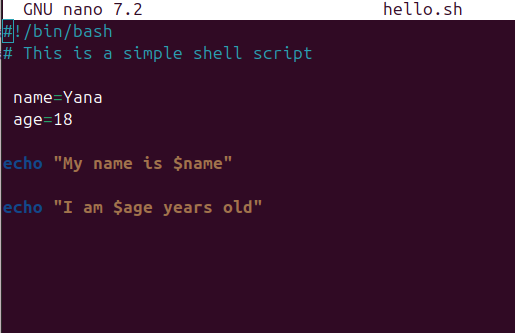 GNU nano 7.2 hello.sh
#!/bin/bash
# This is a simple shell script
name=Yana
age=18
echo "My name is $name"
echo "I am $age years old"